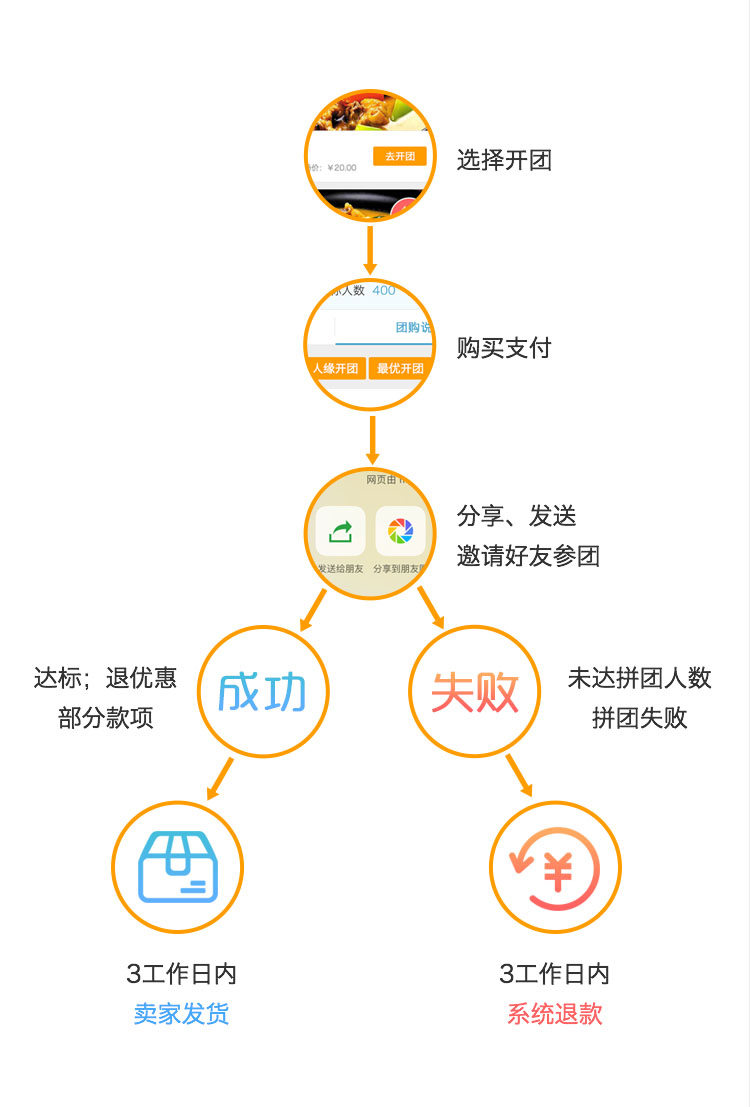 去开团
价：￥20.00
选择开团
标人数 400
团购说
人缘开团 最优开团
购买支付
网页由
发送给朋友 分享到朋友
分享、发送
邀请好友参团
达标；退优惠
部分款项
成功
失败
未达拼团人数
拼团失败
3工作日内
卖家发货
3工作日内
系统退款